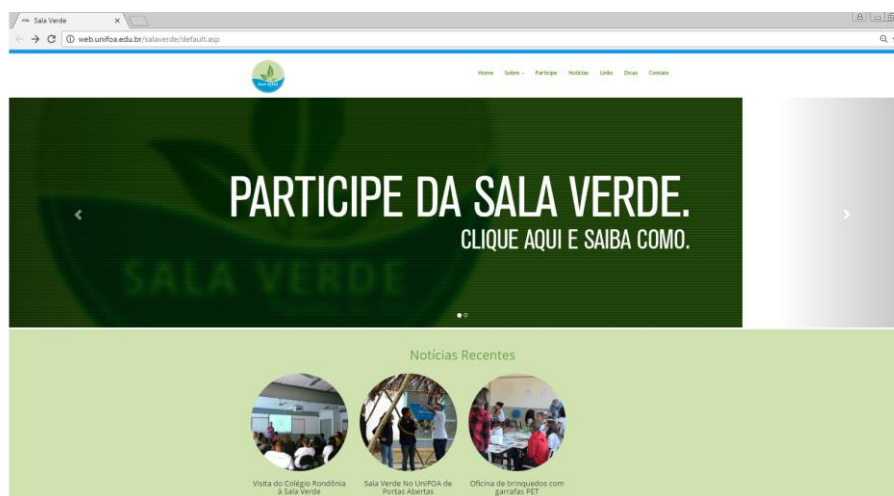 Sala Verde
web.unifoa.edu.br/salaverde/default.asp
SALA VERDE
Home Sobre Participe Notícias Links Dicas Contato
PARTICIPE DA SALA VERDE.
CLIQUE AQUI E SAIBA COMO.
SALA VERDE
Notícias Recentes
Visita do Colégio Rondônia
à Sala Verde
Sala Verde No UniFOA de
Portas Abertas
Oficina de brinquedos com
garrafas PET